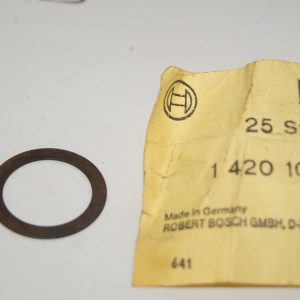 25 S
1 420 10
Made in Germany
ROBERT BOSCH GMBH, D-
641